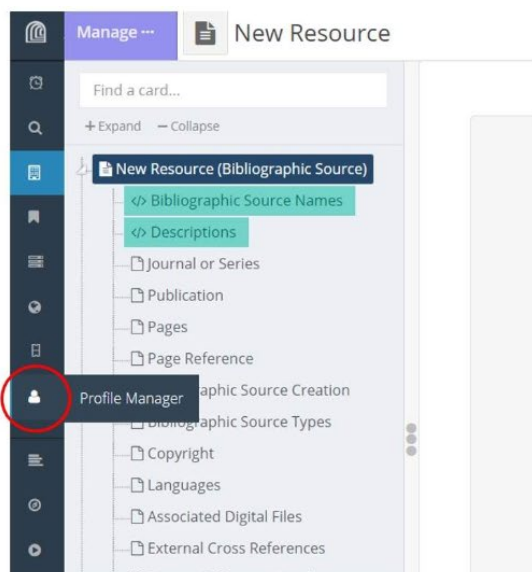 Manage ...
New Resource
Find a card...
+ Expand – Collapse
New Resource (Bibliographic Source)
</> Bibliographic Source Names
</> Descriptions
Journal or Series
Publication
Pages
Page Reference
Profile Manager
aphic Source Creation
Bibliographic Source Types
Copyright
Languages
Associated Digital Files
External Cross References